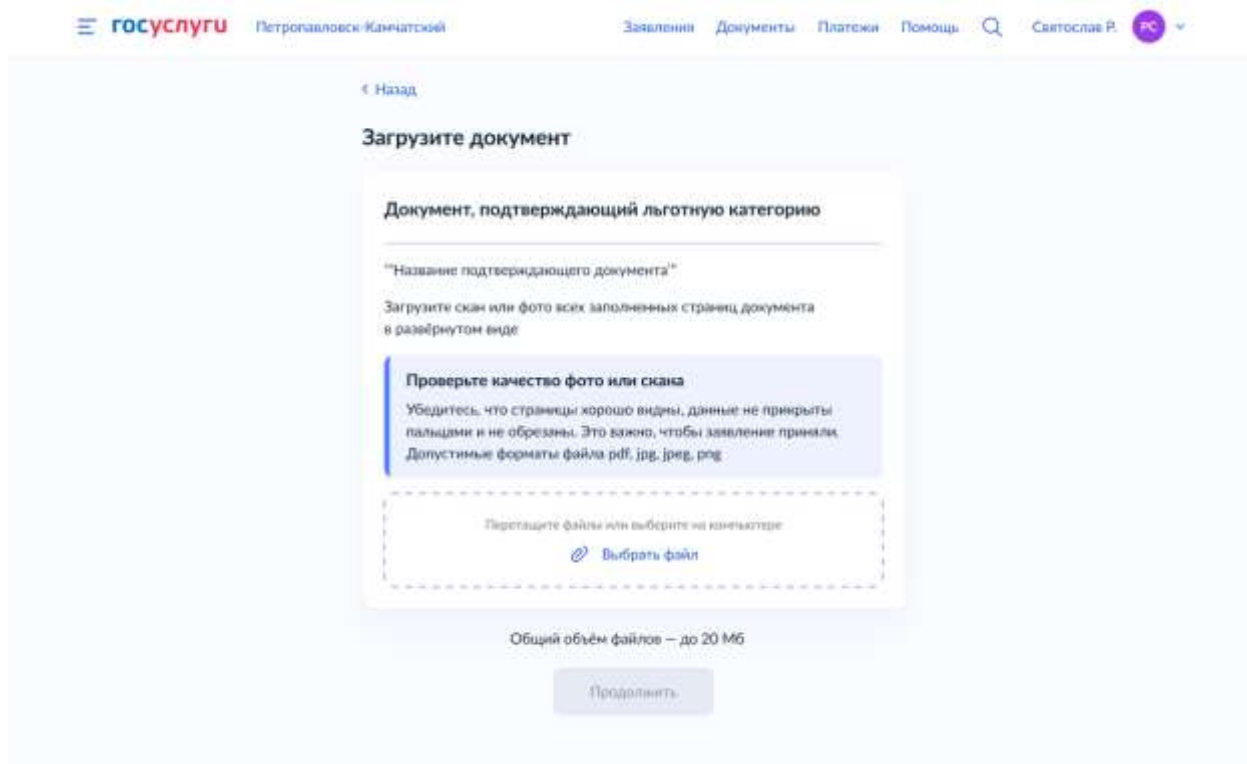 госуслуги Петропавловск-Камчатский Заявления Документы Платежи Помощь Святослав Р. РС
Назад
Загрузите документ
Документ, подтверждающий льготную категорию
'"Название подтверждающего документа'"
Загрузите скан или фото всех заполненных страниц документа
в развёрнутом виде
Проверьте качество фото или скана
Убедитесь, что страницы хорошо видны, данные не прикрыты
пальцами и не обрезаны. Это важно, чтобы заявление приняли.
Допустимые форматы файла pdf, jpg, jpeg, png
Перетащите файлы или выберите на компьютере
Выбрать файл
Общий объём файлов — до 20 Мб
Продолжить